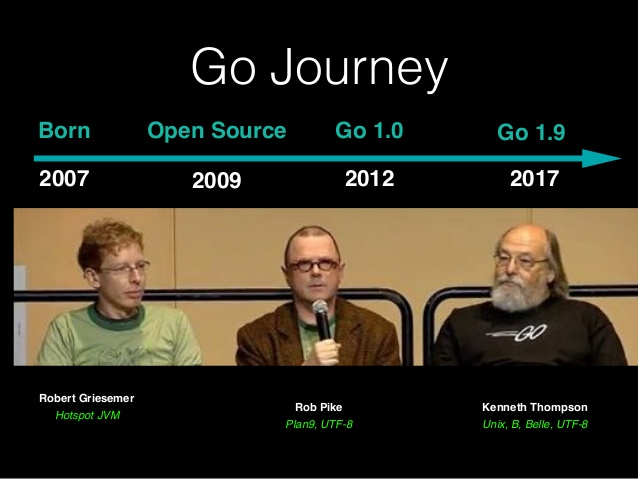 Go Journey
Born Open Source Go 1.0 Go 1.9
2007 2009 2012 2017
GO
Robert Griesemer
Hotspot JVM
Rob Pike
Plan9, UTF-8
Kenneth Thompson
Unix, B, Belle, UTF-8